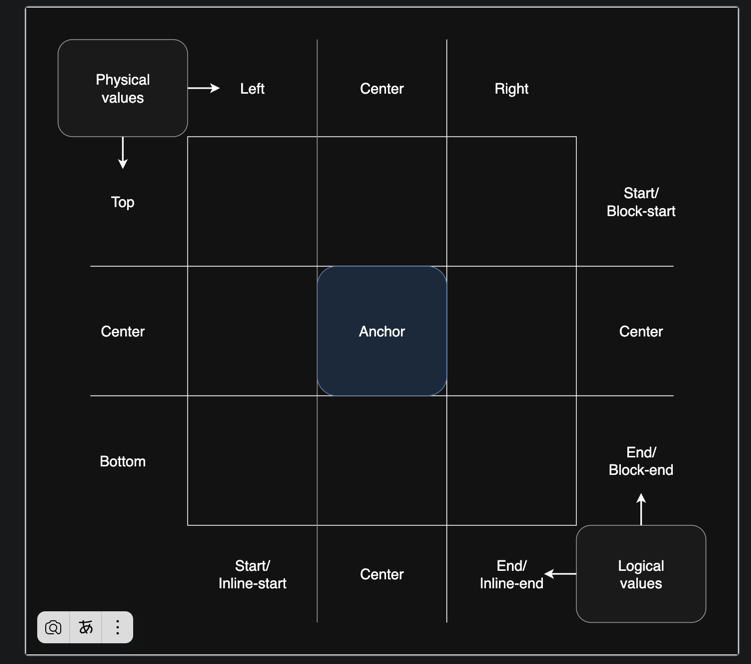 Physical
values
Left
Center
Right
Top
Start/
Block-start
Center
Anchor
Center
Bottom
End/
Block-end
Start/
Inline-start
Center
End/
Inline-end
Logical
values
あ